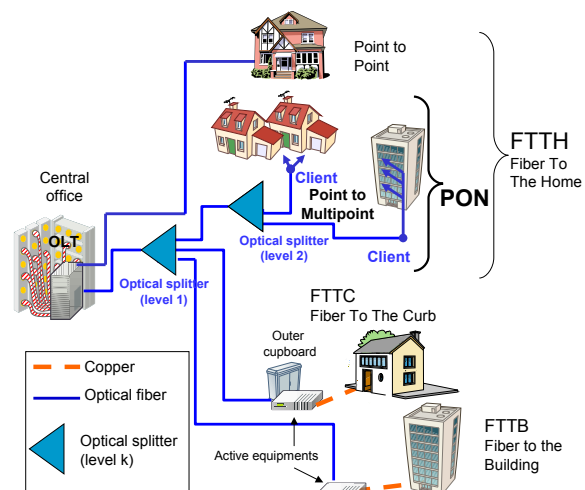 Point to
Point
FTTH
Fiber To
The Home
Central
office
OLT
Client
Point to
Multipoint
PON
Optical splitter
(level 2)
Client
Optical splitter
(level 1)
FTTC
Fiber To The Curb
Outer
cupboard
Copper
Optical fiber
Optical splitter
(level k)
Active equipments
FTTB
Fiber to the
Building